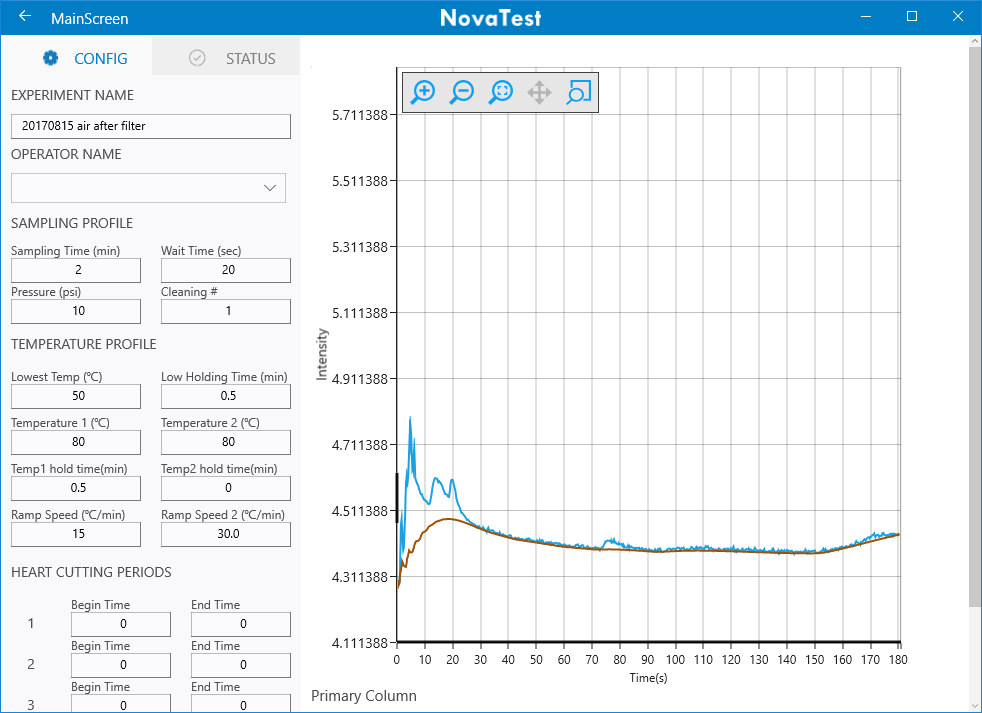 MainScreen
NovaTest
CONFIG
STATUS
EXPERIMENT NAME
20170815 air after filter
OPERATOR NAME
SAMPLING PROFILE
Sampling Time (min)
Wait Time (sec)
2
20
Pressure (psi)
Cleaning #
10
1
TEMPERATURE PROFILE
Lowest Temp (℃)
Low Holding Time (min)
50
0.5
Temperature 1 (℃)
Temperature 2 (℃)
80
80
Temp1 hold time(min)
Temp2 hold time(min)
0.5
0
Ramp Speed (℃/min)
Ramp Speed 2 (℃/min)
15
30.0
HEART CUTTING PERIODS
Begin Time
End Time
1
0
0
Begin Time
End Time
2
0
0
Begin Time
End Time
3
0
0
Intensity
5.711388
5.511388
5.311388
5.111388
4.911388
4.711388
4.511388
4.311388
4.111388
0 10 20 30 40 50 60 70 80 90 100 110 120 130 140 150 160 170 180
Time(s)
Primary Column